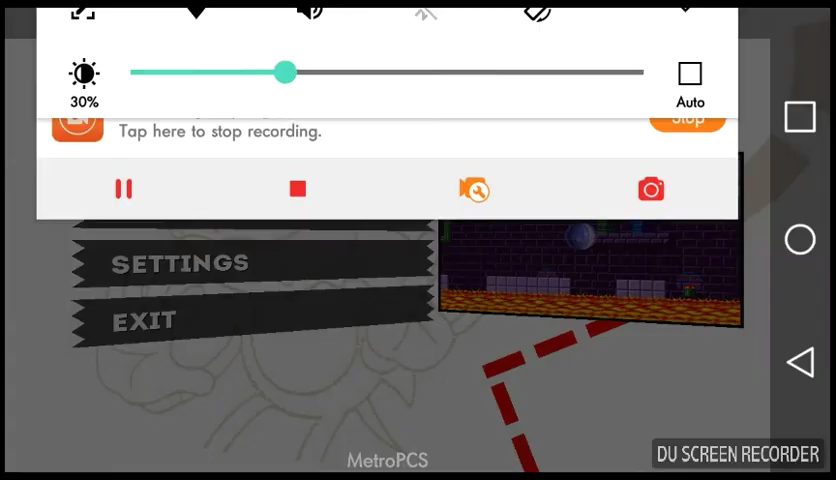 30%
Auto
Tap here to stop recording.
Stop
SETTINGS
EXIT
MetroPCS
DU SCREEN RECORDER